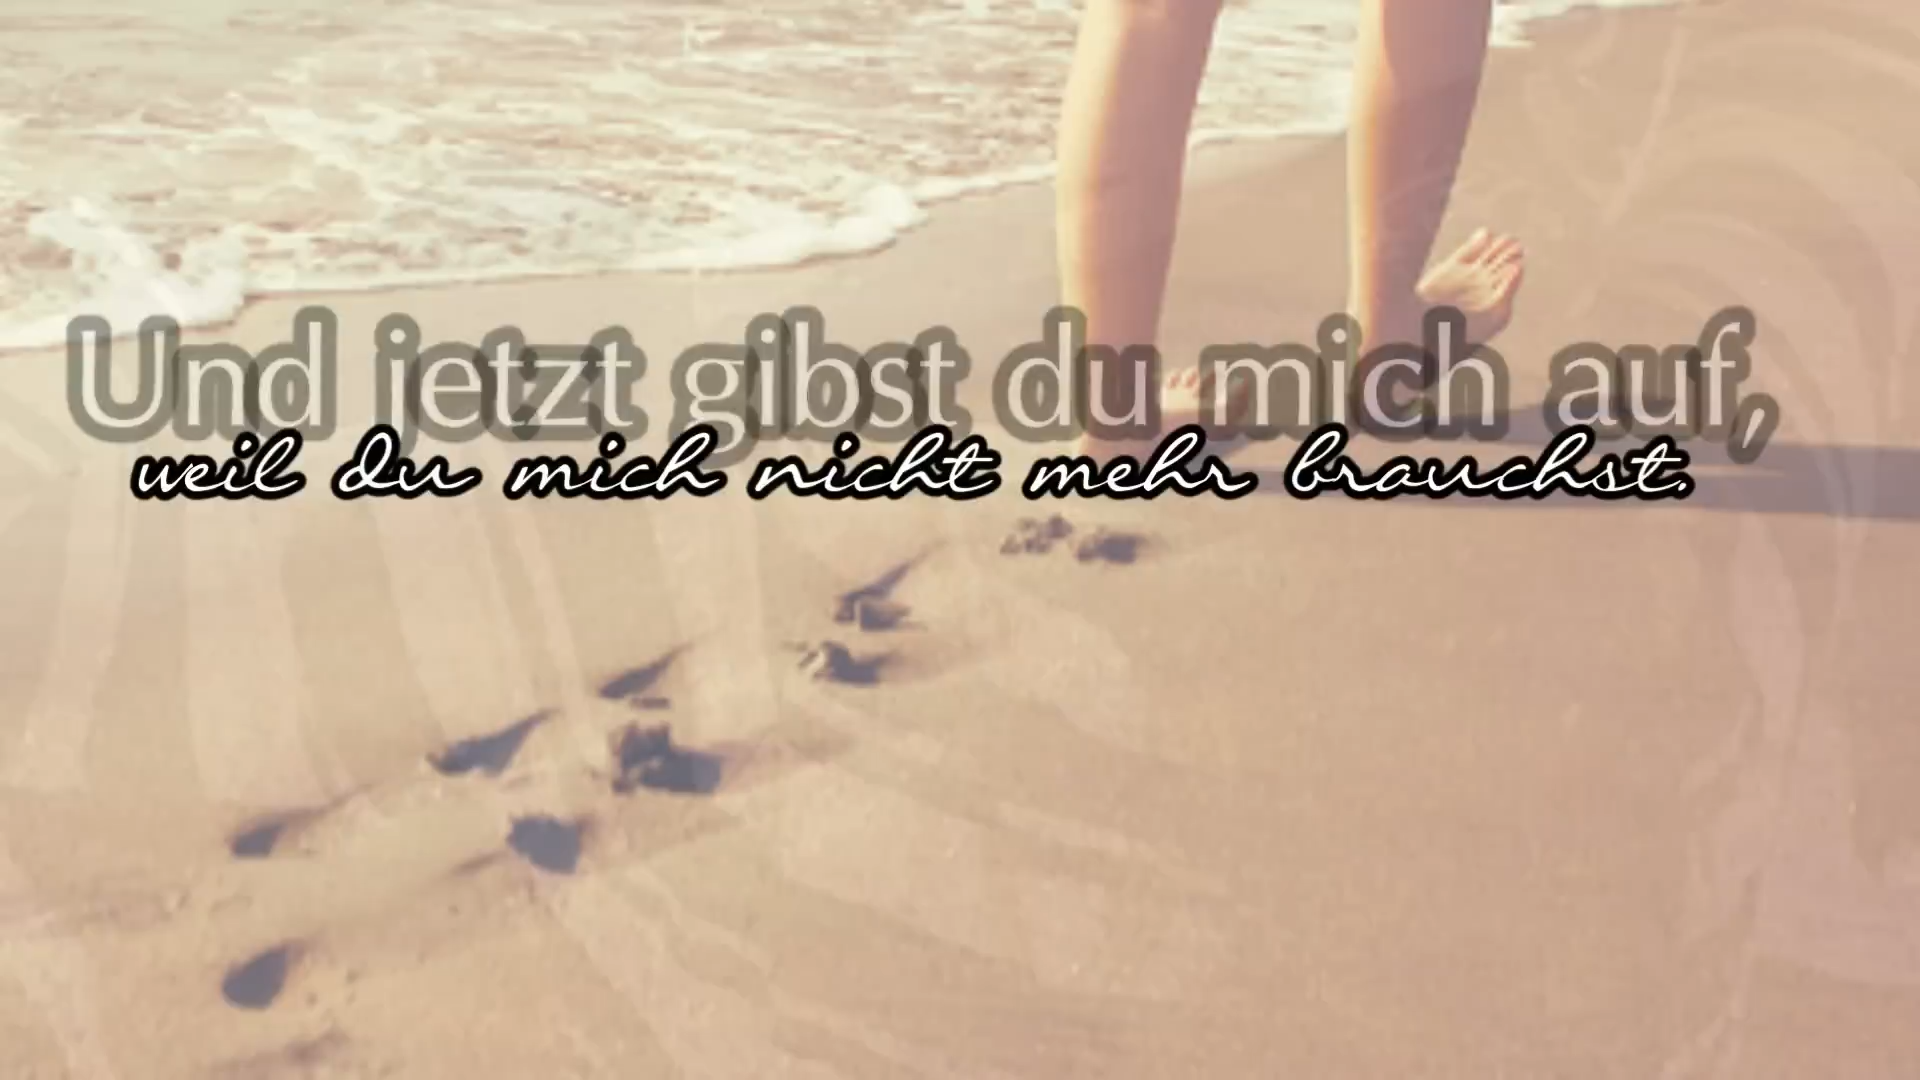 Und jetzt gibst du mich auf,
weil du mich nicht mehr brauchst.